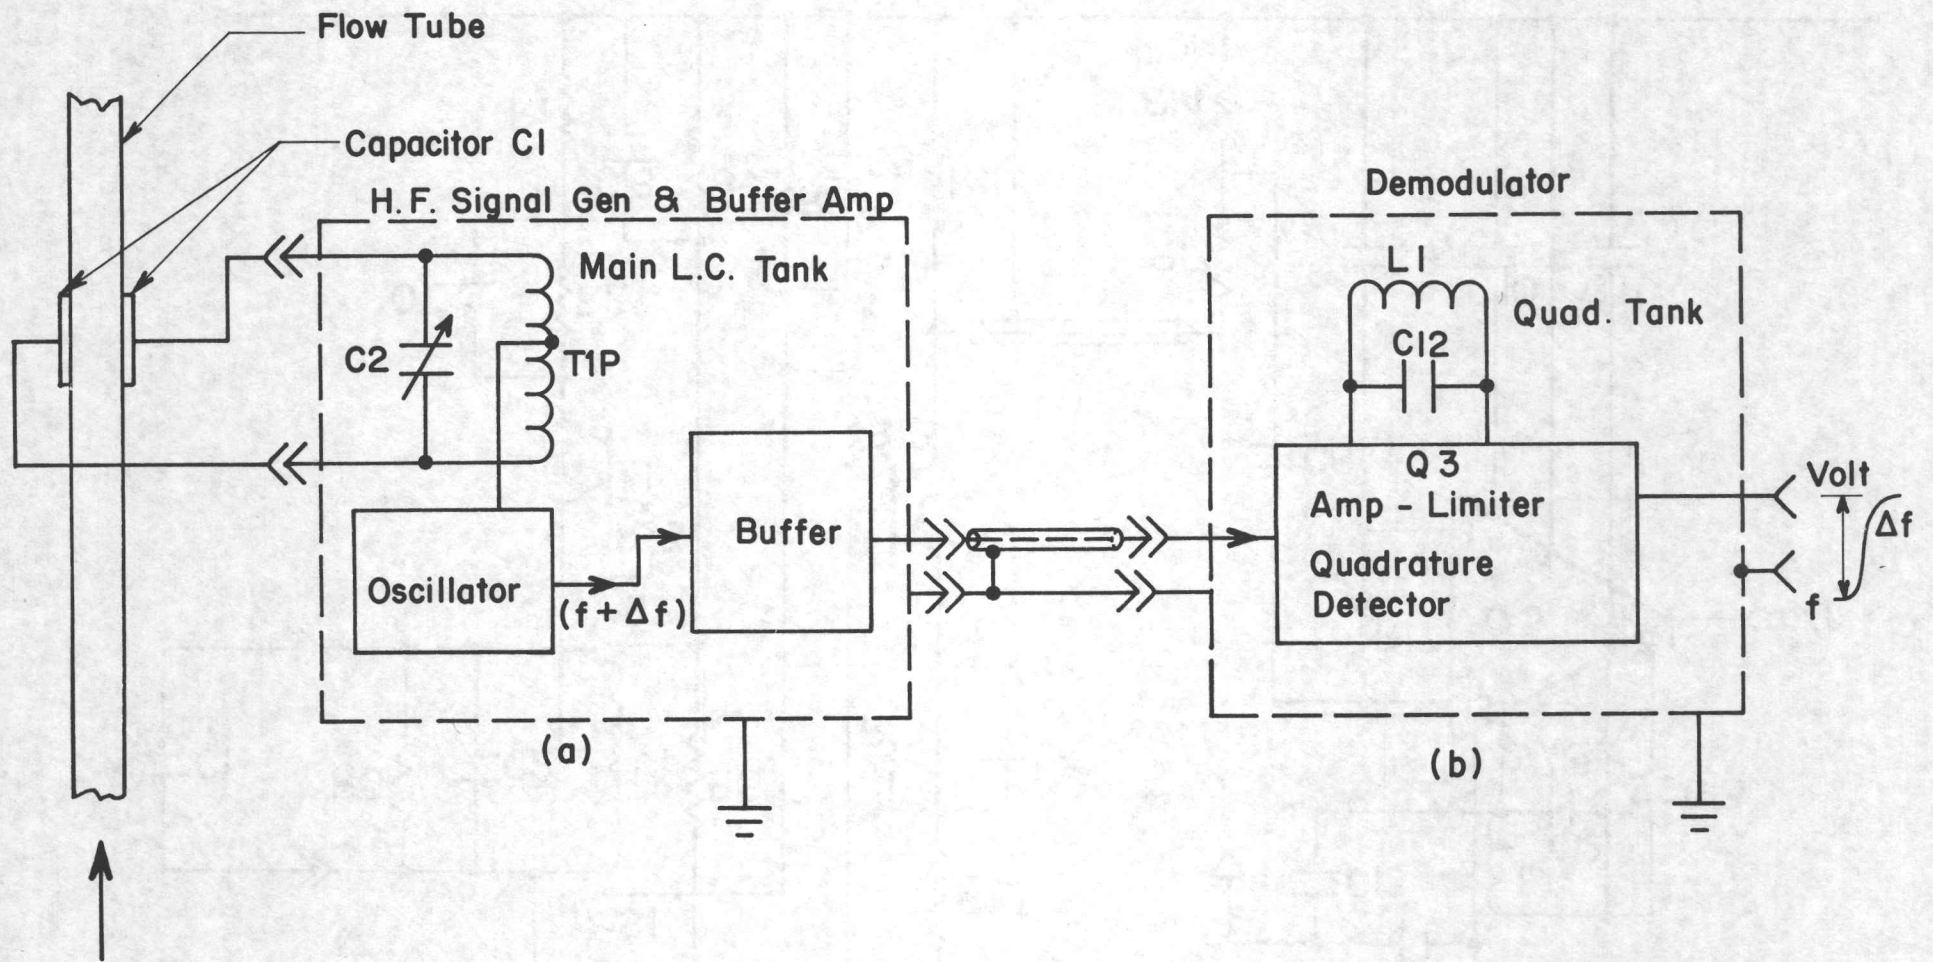 Flow Tube
Capacitor C1
H.F. Signal Gen & Buffer Amp
Main L.C. Tank
C2
T1P
Oscillator
(f + Δf)
Buffer
(a)
Demodulator
L1
Quad. Tank
C12
Q3
Amp - Limiter
Quadrature
Detector
Volt
Δf
f
(b)